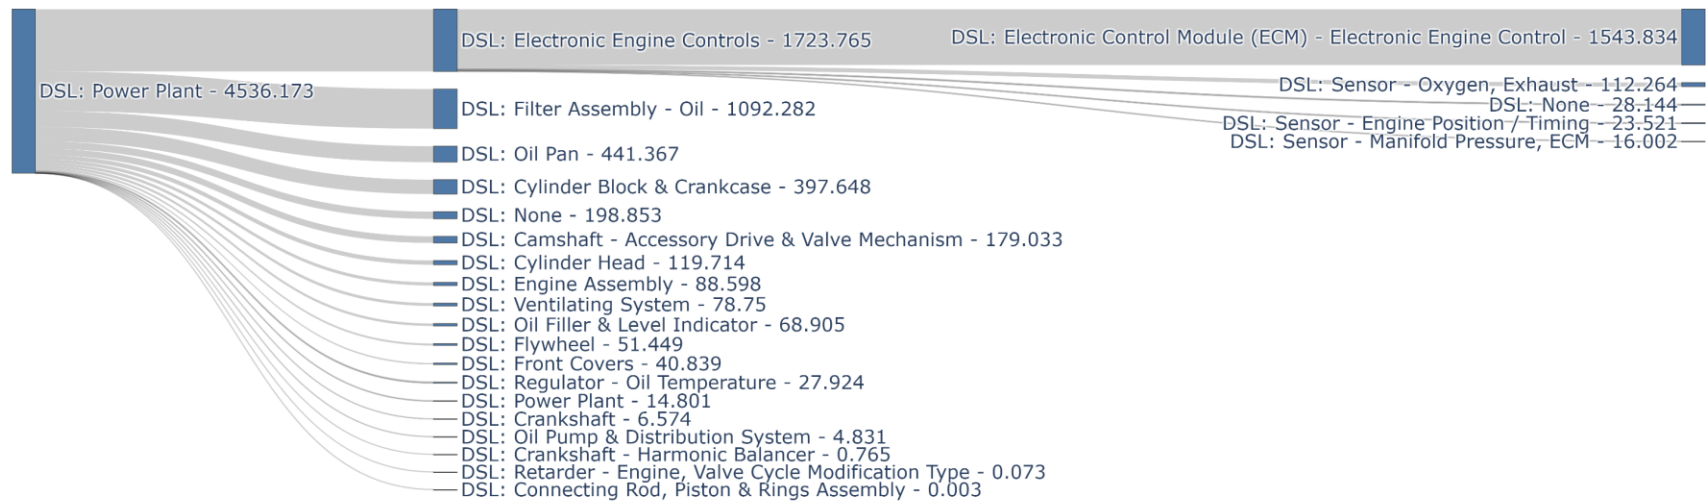 DSL: Power Plant - 4536.173
DSL: Electronic Engine Controls - 1723.765
DSL: Filter Assembly - Oil - 1092.282
DSL: Oil Pan - 441.367
DSL: Cylinder Block & Crankcase - 397.648
DSL: None - 198.853
DSL: Camshaft - Accessory Drive & Valve Mechanism - 179.033
DSL: Cylinder Head - 119.714
DSL: Engine Assembly - 88.598
DSL: Ventilating System - 78.75
DSL: Oil Filler & Level Indicator - 68.905
DSL: Flywheel - 51.449
DSL: Front Covers - 40.839
DSL: Regulator - Oil Temperature - 27.924
DSL: Power Plant - 14.801
DSL: Crankshaft - 6.574
DSL: Oil Pump & Distribution System - 4.831
DSL: Crankshaft - Harmonic Balancer - 0.765
DSL: Retarder - Engine, Valve Cycle Modification Type - 0.073
DSL: Connecting Rod, Piston & Rings Assembly - 0.003
DSL: Electronic Control Module (ECM) - Electronic Engine Control - 1543.834
DSL: Sensor - Oxygen, Exhaust - 112.264
DSL: None - 28.144
DSL: Sensor - Engine Position / Timing - 23.521
DSL: Sensor - Manifold Pressure, ECM - 16.002